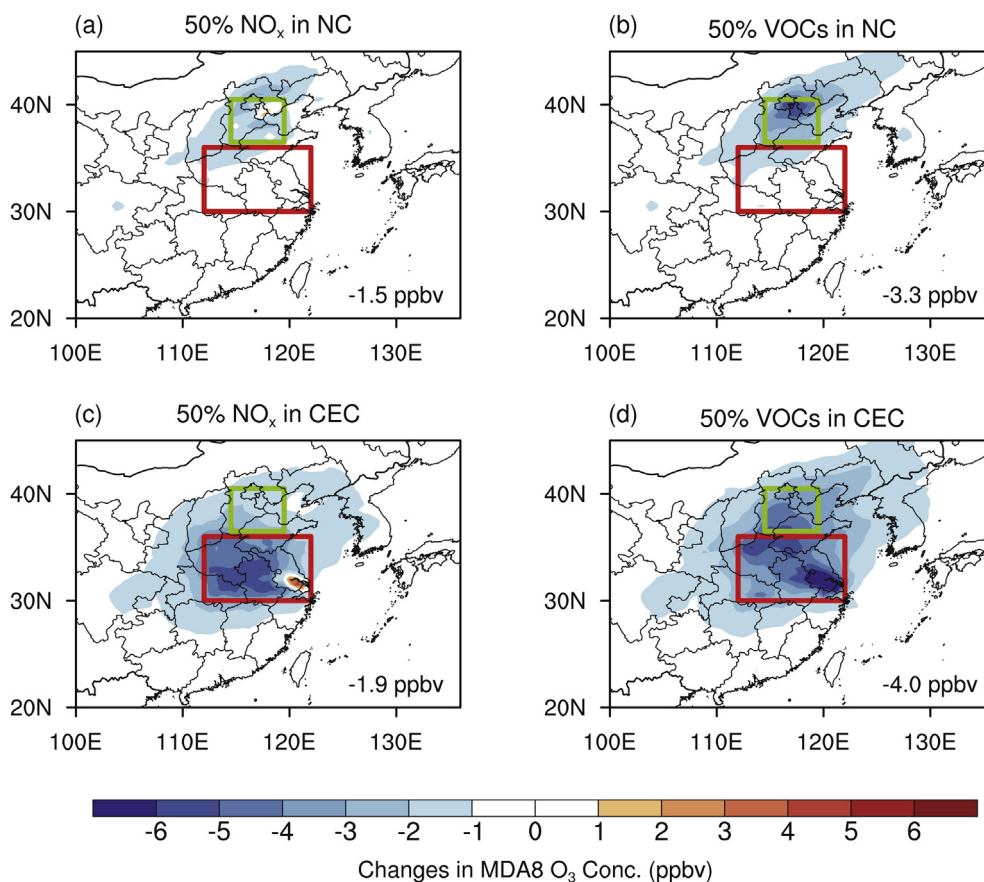 (a) 50% NOx in NC
(b) 50% VOCs in NC
40N
30N
20N
-1.5 ppbv
100E 110E 120E 130E
40N
30N
20N
-3.3 ppbv
100E 110E 120E 130E
(c) 50% NOx in CEC
(d) 50% VOCs in CEC
40N
30N
20N
-1.9 ppbv
100E 110E 120E 130E
40N
30N
20N
-4.0 ppbv
100E 110E 120E 130E
-6 -5 -4 -3 -2 -1 0 1 2 3 4 5 6
Changes in MDA8 O3 Conc. (ppbv)